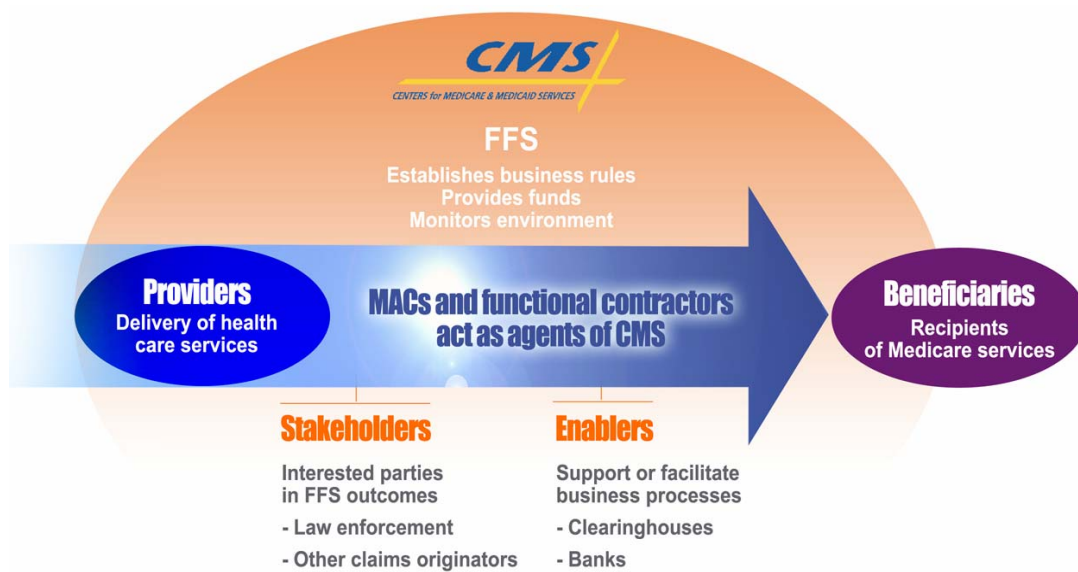 CMS
CENTERS for MEDICARE & MEDICAID SERVICES
FFS
Establishes business rules
Provides funds
Monitors environment
Providers
Delivery of health
care services
MACs and functional contractors
act as agents of CMS
Beneficiaries
Recipients
of Medicare services
Stakeholders
Interested parties
in FFS outcomes
- Law enforcement
- Other claims originators
Enablers
Support or facilitate
business processes
- Clearinghouses
- Banks